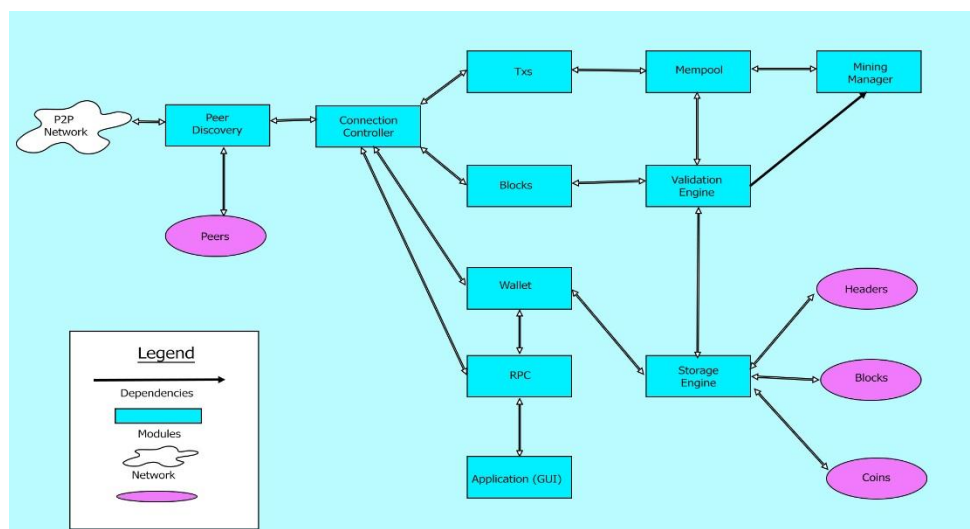 Txs
Mempool
Mining
Manager
P2P
Network
Peer
Discovery
Connection
Controller
Blocks
Validation
Engine
Peers
Wallet
Headers
Legend
Dependencies
Modules
Network
RPC
Storage
Engine
Blocks
Application (GUI)
Coins